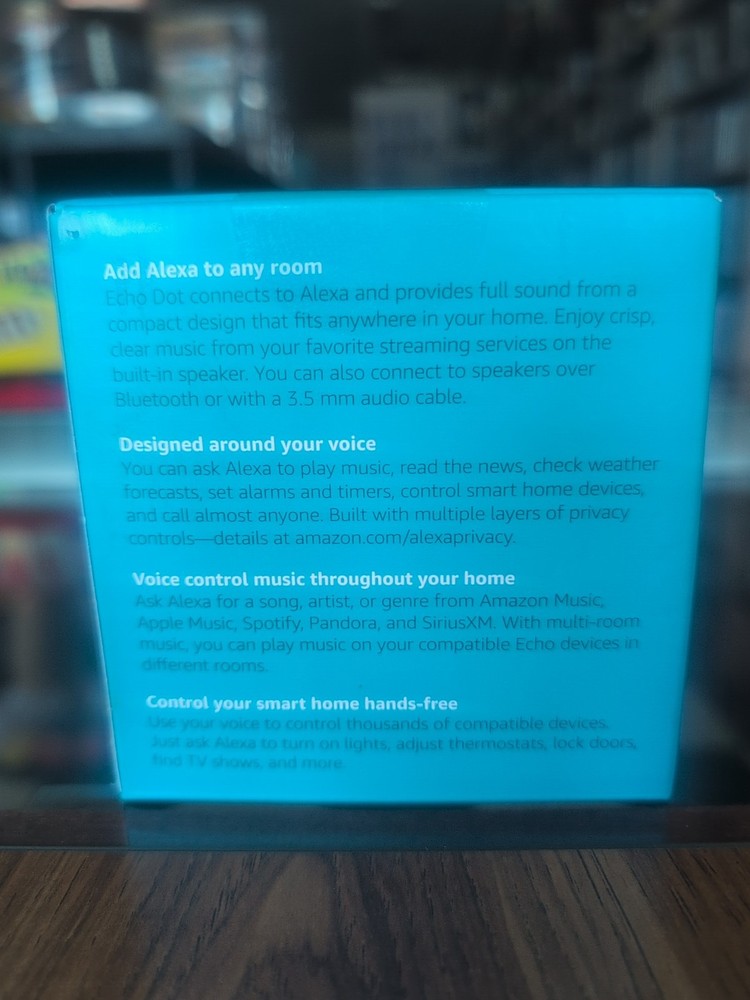 Add Alexa to any room
Echo Dot connects to Alexa and provides full sound from a
compact design that fits anywhere in your home. Enjoy crisp,
clear music from your favorite streaming services on the
built-in speaker. You can also connect to speakers over
Bluetooth or with a 3.5 mm audio cable.
Designed around your voice
You can ask Alexa to play music, read the news, check weather
forecasts, set alarms and timers, control smart home devices,
and call almost anyone. Built with multiple layers of privacy
controls—details at amazon.com/alexaprivacy.
Voice control music throughout your home
Ask Alexa for a song, artist, or genre from Amazon Music,
Apple Music, Spotify, Pandora, and SiriusXM. With multi-room
music, you can play music on your compatible Echo devices in
different rooms.
Control your smart home hands-free
Use your voice to control thousands of compatible devices.
Just ask Alexa to turn on lights, adjust thermostats, lock doors,
find TV shows, and more.